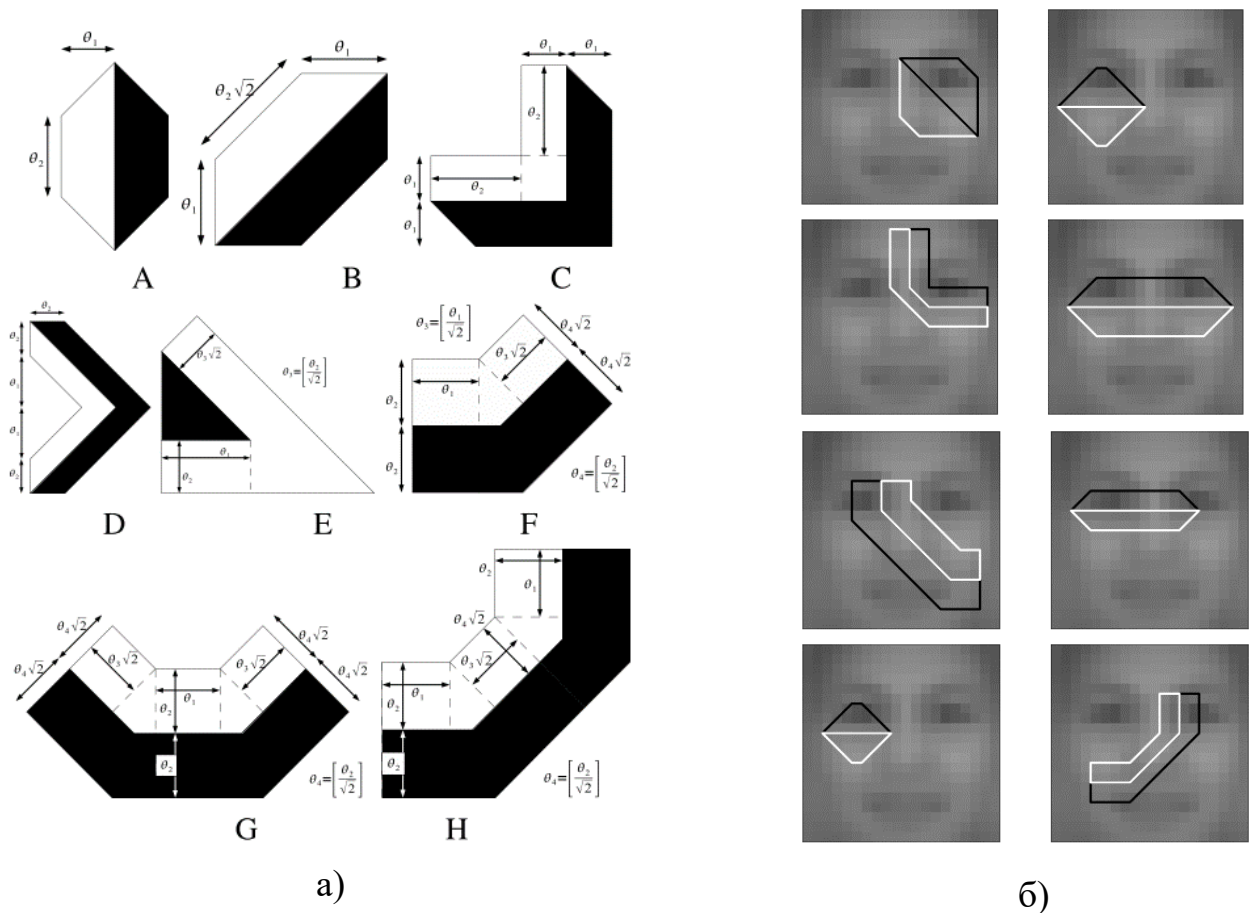 θ₁
θ₂
A
θ₂√2
θ₁
θ₁
B
θ₁ θ₁
θ₂
θ₁
θ₂
θ₁
C
θ₂
θ₂
θ₁
θ₁
θ₂
D
θ₃√2
θ₃=[θ₂/√2]
θ₁
θ₂
E
θ₃=[θ₁/√2]
θ₄√2
θ₄√2
θ₃√2
θ₁
θ₂
θ₂
θ₄=[θ₂/√2]
F
θ₄√2
θ₄√2
θ₃√2
θ₁
θ₂
θ₃√2
θ₄√2
θ₄√2
θ₂
θ₄=[θ₂/√2]
G
θ₂
θ₁
θ₄√2
θ₃√2
θ₁
θ₂
θ₂
θ₄=[θ₂/√2]
H
а)
б)